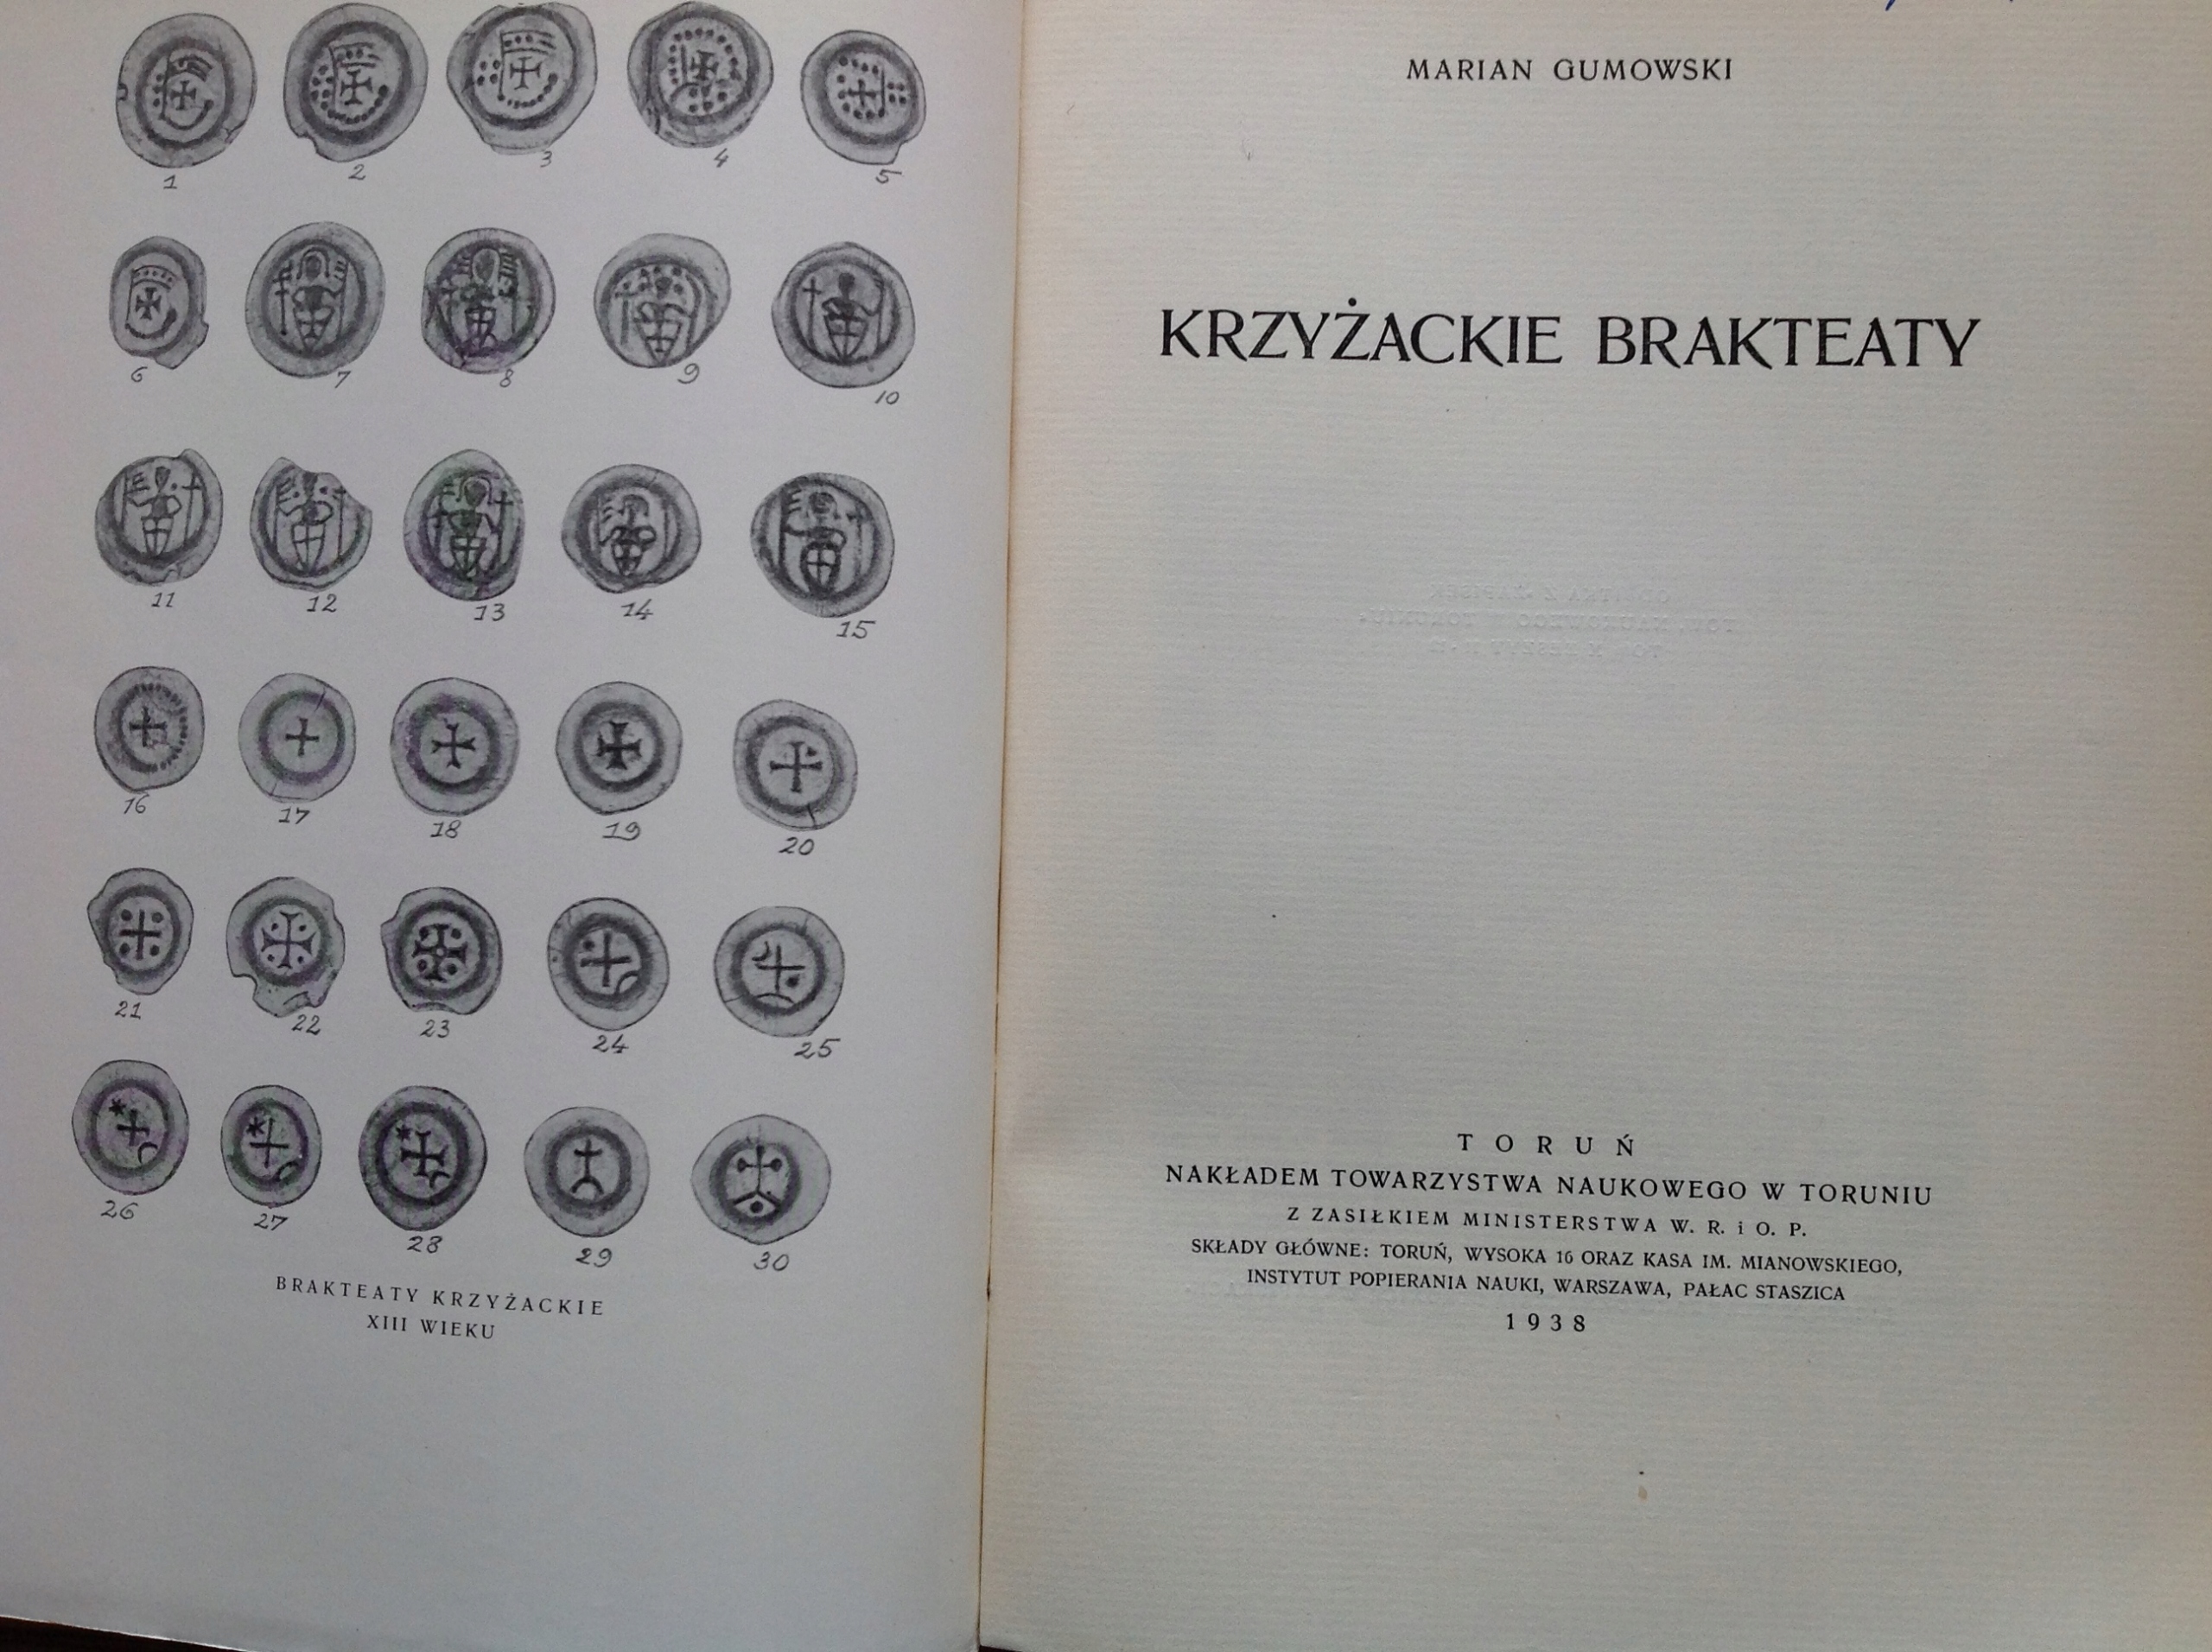 1 2 3 4 5
6 7 8 9 10
11 12 13 14 15
16 17 18 19 20
21 22 23 24 25
26 27 28 29 30
BRAKTEATY KRZYŻACKIE
XIII WIEKU
MARIAN GUMOWSKI
KRZYŻACKIE BRAKTEATY
TORUŃ
NAKŁADEM TOWARZYSTWA NAUKOWEGO W TORUNIU
Z ZASIŁKIEM MINISTERSTWA W. R. i O. P.
SKŁADY GŁÓWNE: TORUŃ, WYSOKA 16 ORAZ KASA IM. MIANOWSKIEGO,
INSTYTUT POPIERANIA NAUKI, WARSZAWA, PAŁAC STASZICA
1938